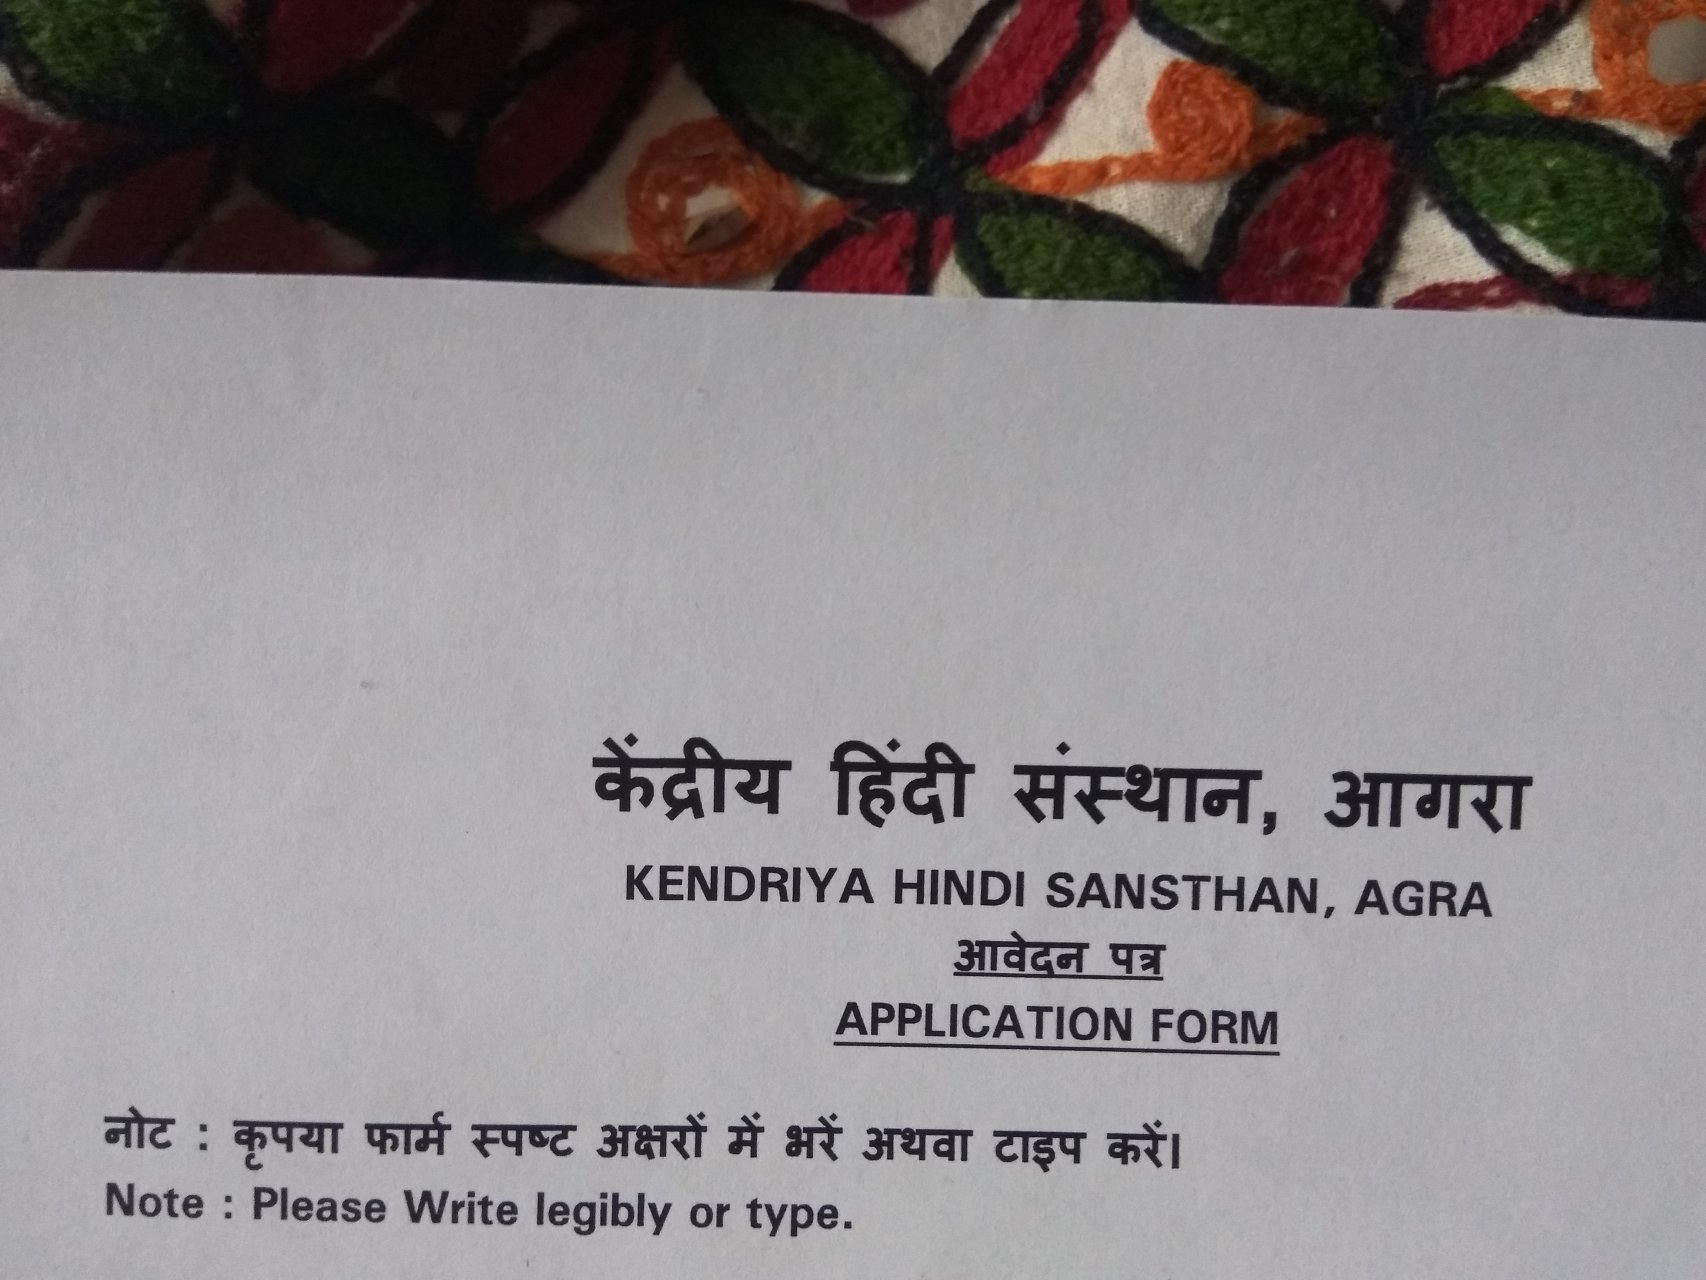 केंद्रीय हिंदी संस्थान, आगरा
KENDRIYA HINDI SANSTHAN, AGRA
आवेदन पत्र
APPLICATION FORM
नोट : कृपया फार्म स्पष्ट अक्षरों में भरें अथवा टाइप करें।
Note : Please Write legibly or type.